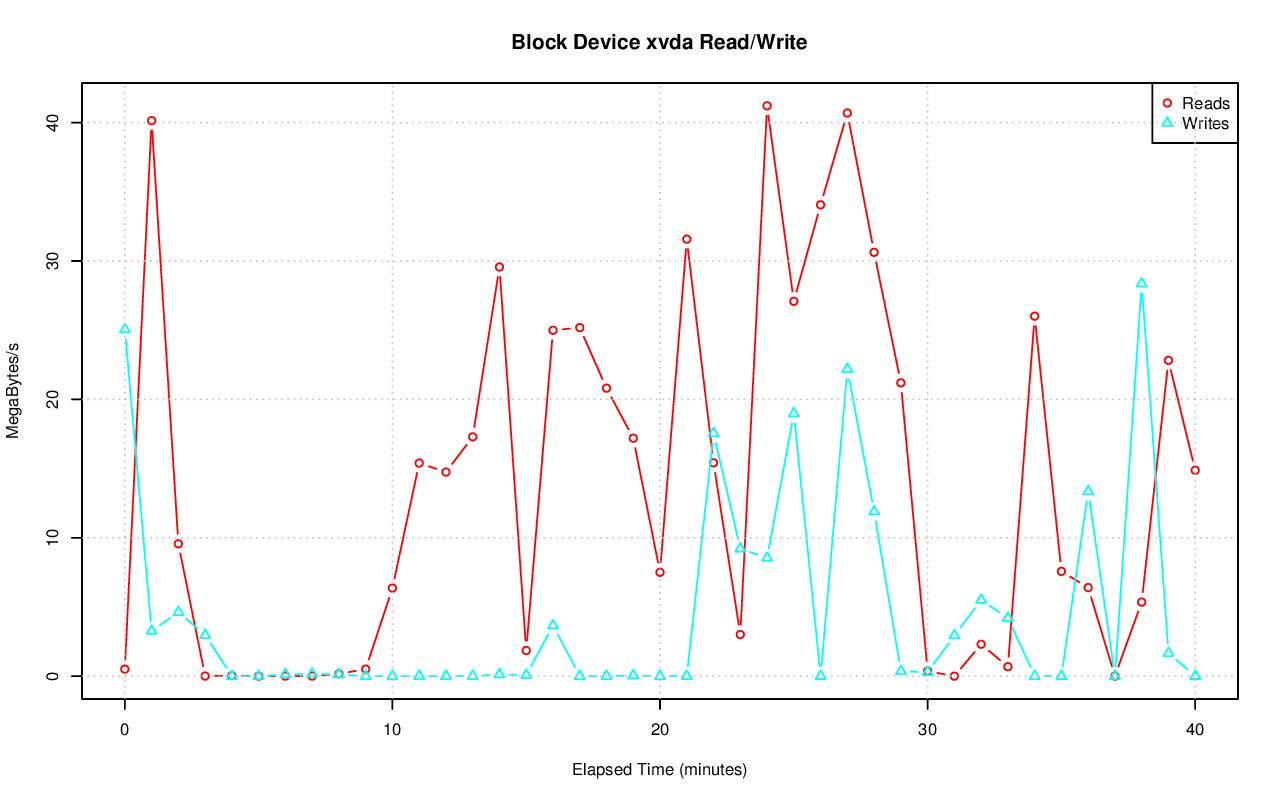 Block Device xvda Read/Write
Reads
Writes
40
30
20
10
0
MegaBytes/s
0 10 20 30 40
Elapsed Time (minutes)